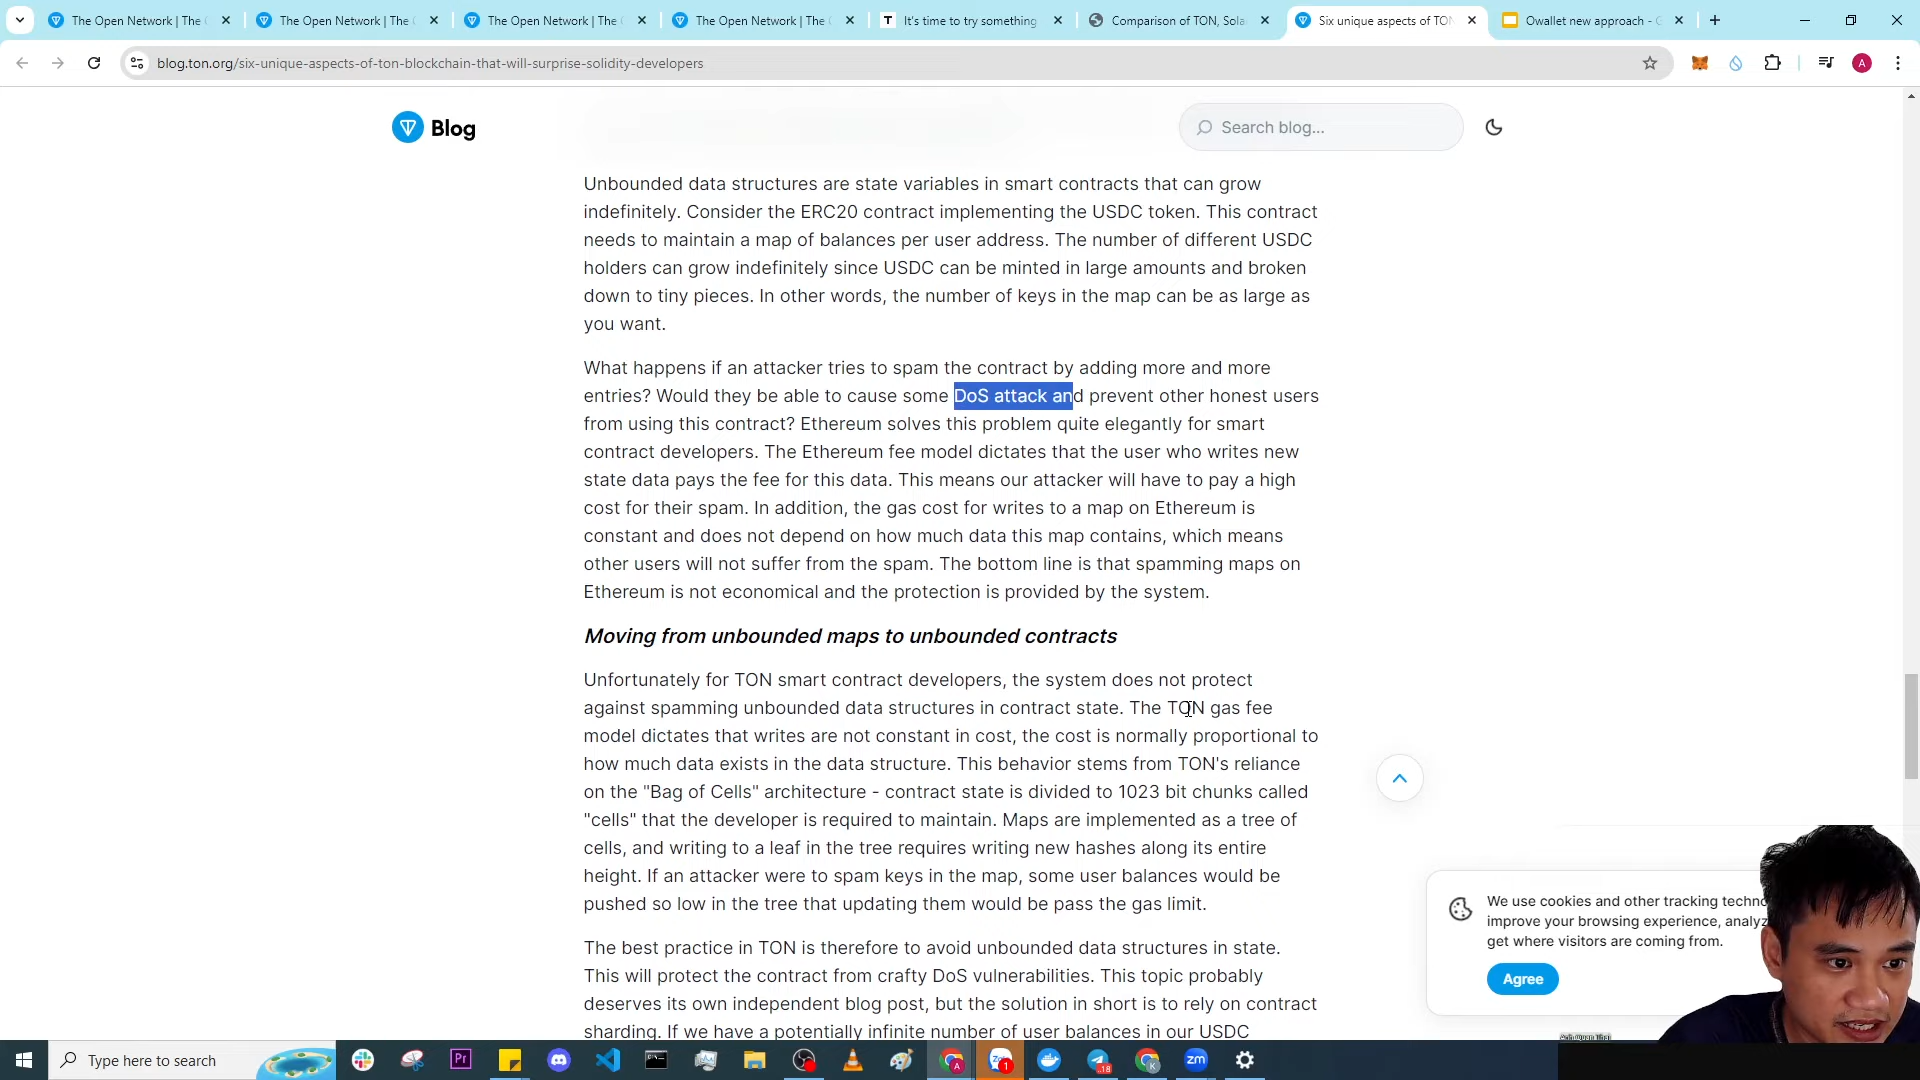 The Open Network | The
The Open Network | The
The Open Network | The
The Open Network | The
It's time to try something
Comparison of TON, Sola
Six unique aspects of TON
Owallet new approach -
blog.ton.org/six-unique-aspects-of-ton-blockchain-that-will-surprise-solidity-developers
A
Blog
Search blog...
Unbounded data structures are state variables in smart contracts that can grow
indefinitely. Consider the ERC20 contract implementing the USDC token. This contract
needs to maintain a map of balances per user address. The number of different USDC
holders can grow indefinitely since USDC can be minted in large amounts and broken
down to tiny pieces. In other words, the number of keys in the map can be as large as
you want.
What happens if an attacker tries to spam the contract by adding more and more
entries? Would they be able to cause some DoS attack and prevent other honest users
from using this contract? Ethereum solves this problem quite elegantly for smart
contract developers. The Ethereum fee model dictates that the user who writes new
state data pays the fee for this data. This means our attacker will have to pay a high
cost for their spam. In addition, the gas cost for writes to a map on Ethereum is
constant and does not depend on how much data this map contains, which means
other users will not suffer from the spam. The bottom line is that spamming maps on
Ethereum is not economical and the protection is provided by the system.
Moving from unbounded maps to unbounded contracts
Unfortunately for TON smart contract developers, the system does not protect
against spamming unbounded data structures in contract state. The TON gas fee
model dictates that writes are not constant in cost, the cost is normally proportional to
how much data exists in the data structure. This behavior stems from TON's reliance
on the "Bag of Cells" architecture - contract state is divided to 1023 bit chunks called
"cells" that the developer is required to maintain. Maps are implemented as a tree of
cells, and writing to a leaf in the tree requires writing new hashes along its entire
height. If an attacker were to spam keys in the map, some user balances would be
pushed so low in the tree that updating them would be pass the gas limit.
The best practice in TON is therefore to avoid unbounded data structures in state.
This will protect the contract from crafty DoS vulnerabilities. This topic probably
deserves its own independent blog post, but the solution in short is to rely on contract
sharding. If we have a potentially infinite number of user balances in our USDC
We use cookies and other tracking techno
improve your browsing experience, analyz
get where visitors are coming from.
Agree
Type here to search
Pr
zm